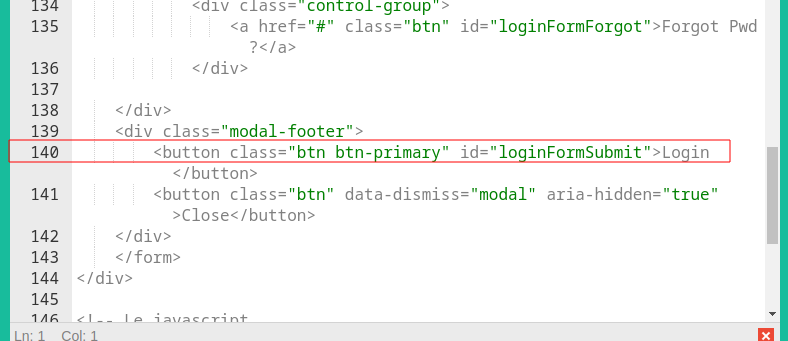 134 <div class="control-group">
135 <a href="#" class="btn" id="loginFormForgot">Forgot Pwd
?</a>
136 </div>
137
138 </div>
139 <div class="modal-footer">
140 <button class="btn btn-primary" id="loginFormSubmit">Login
</button>
141 <button class="btn" data-dismiss="modal" aria-hidden="true"
>Close</button>
142 </div>
143 </form>
144 </div>
145
146 <!-- Le javascript
Ln: 1 Col: 1